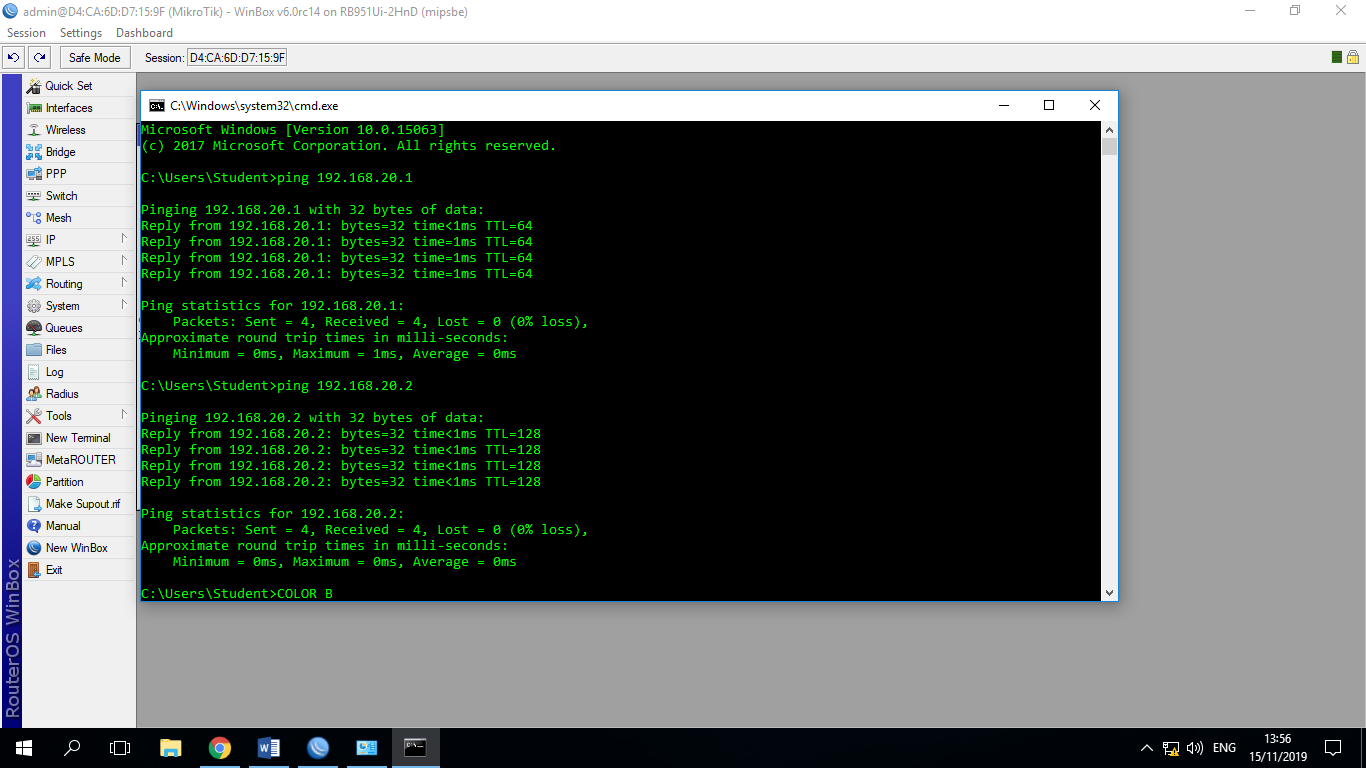 admin@D4:CA:6D:D7:15:9F (MikroTik) - WinBox v6.0rc14 on RB951Ui-2HnD (mipsbe)
Session Settings Dashboard
Safe Mode Session: D4:CA:6D:D7:15:9F
Quick Set
Interfaces
Wireless
Bridge
PPP
Switch
Mesh
IP
MPLS
Routing
System
Queues
Files
Log
Radius
Tools
New Terminal
MetaROUTER
Partition
Make Supout.rif
Manual
New WinBox
Exit
RouterOS WinBox
C:\Windows\system32\cmd.exe
Microsoft Windows [Version 10.0.15063]
(c) 2017 Microsoft Corporation. All rights reserved.
C:\Users\Student>ping 192.168.20.1
Pinging 192.168.20.1 with 32 bytes of data:
Reply from 192.168.20.1: bytes=32 time<1ms TTL=64
Reply from 192.168.20.1: bytes=32 time=1ms TTL=64
Reply from 192.168.20.1: bytes=32 time=1ms TTL=64
Reply from 192.168.20.1: bytes=32 time=1ms TTL=64
Ping statistics for 192.168.20.1:
Packets: Sent = 4, Received = 4, Lost = 0 (0% loss),
Approximate round trip times in milli-seconds:
Minimum = 0ms, Maximum = 1ms, Average = 0ms
C:\Users\Student>ping 192.168.20.2
Pinging 192.168.20.2 with 32 bytes of data:
Reply from 192.168.20.2: bytes=32 time<1ms TTL=128
Reply from 192.168.20.2: bytes=32 time<1ms TTL=128
Reply from 192.168.20.2: bytes=32 time<1ms TTL=128
Reply from 192.168.20.2: bytes=32 time<1ms TTL=128
Ping statistics for 192.168.20.2:
Packets: Sent = 4, Received = 4, Lost = 0 (0% loss),
Approximate round trip times in milli-seconds:
Minimum = 0ms, Maximum = 0ms, Average = 0ms
C:\Users\Student>COLOR B
ENG
13:56
15/11/2019